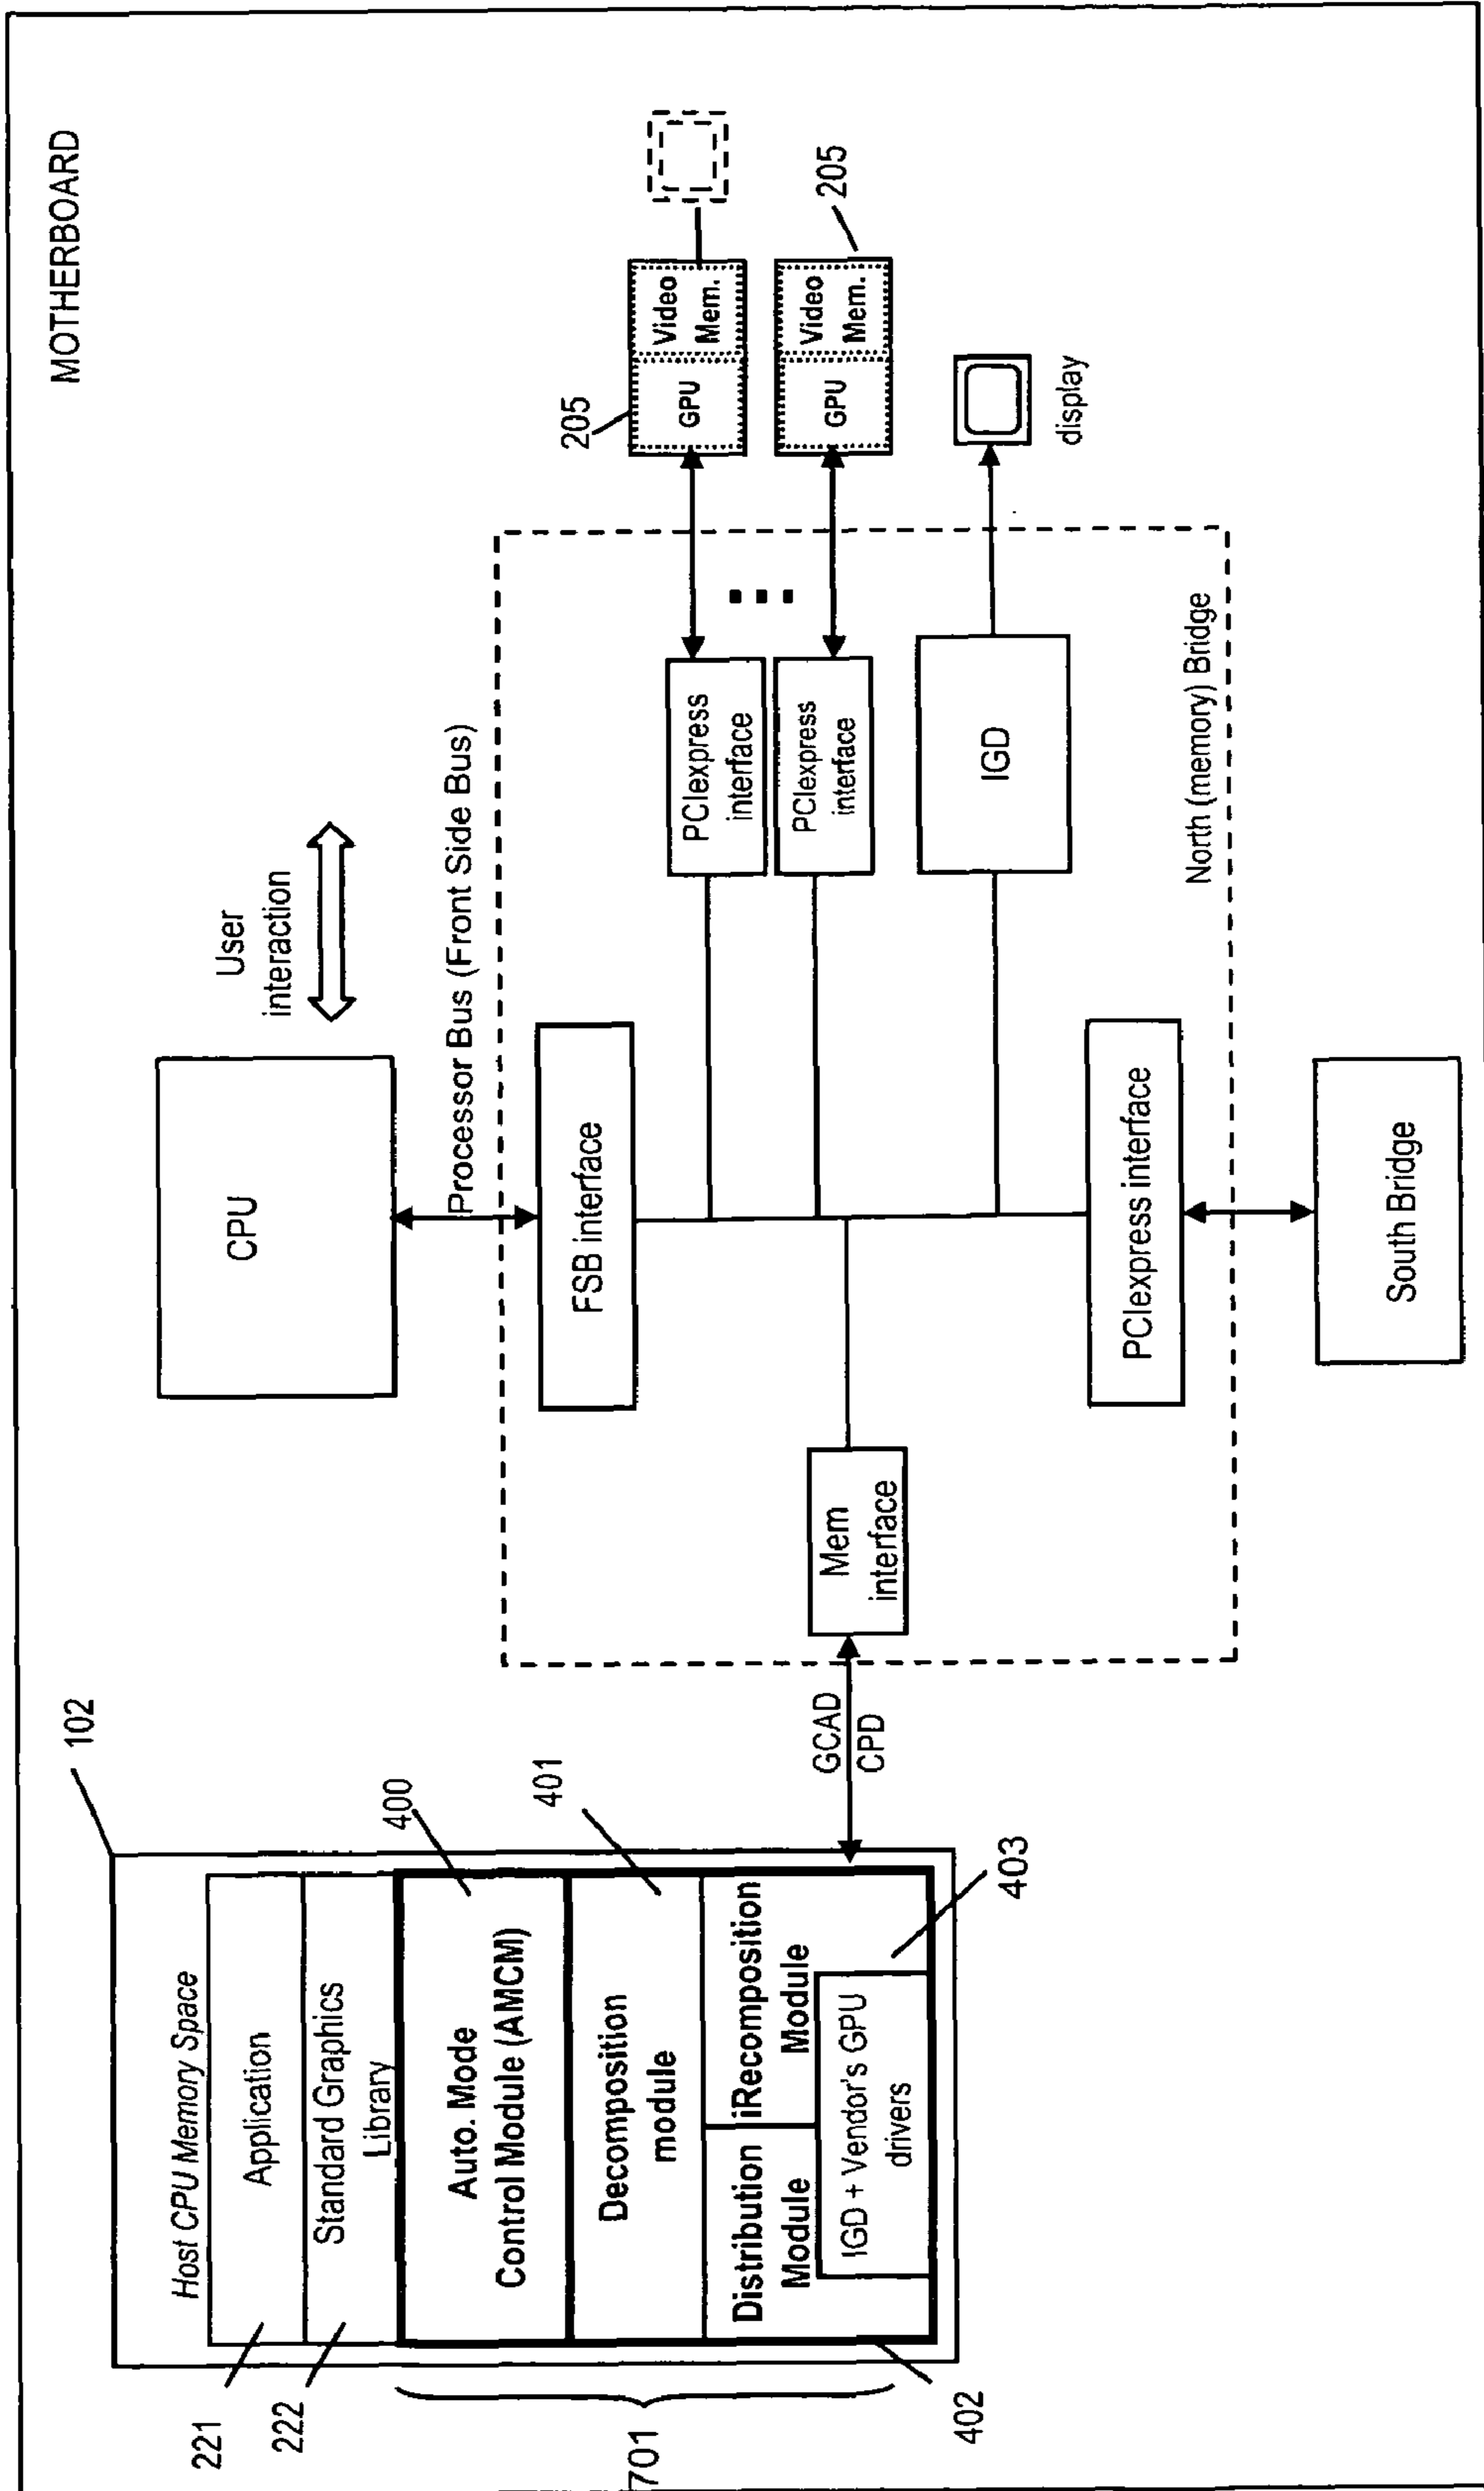 MOTHERBOARD
102
Host CPU Memory Space
221
Application
222
Standard Graphics
Library
400
Auto. Mode
Control Module (AMCM)
401
Decomposition
module
701
Distribution
Module
iRecomposition
Module
IGD + Vendor's GPU
drivers
402
403
GCAD
CPD
CPU
User
interaction
Processor Bus (Front Side Bus)
FSB interface
Mem
interface
PCIexpress
interface
PCIexpress
interface
IGD
PCIexpress interface
North (memory) Bridge
South Bridge
205
GPU
Video
Mem.
205
GPU
Video
Mem.
display